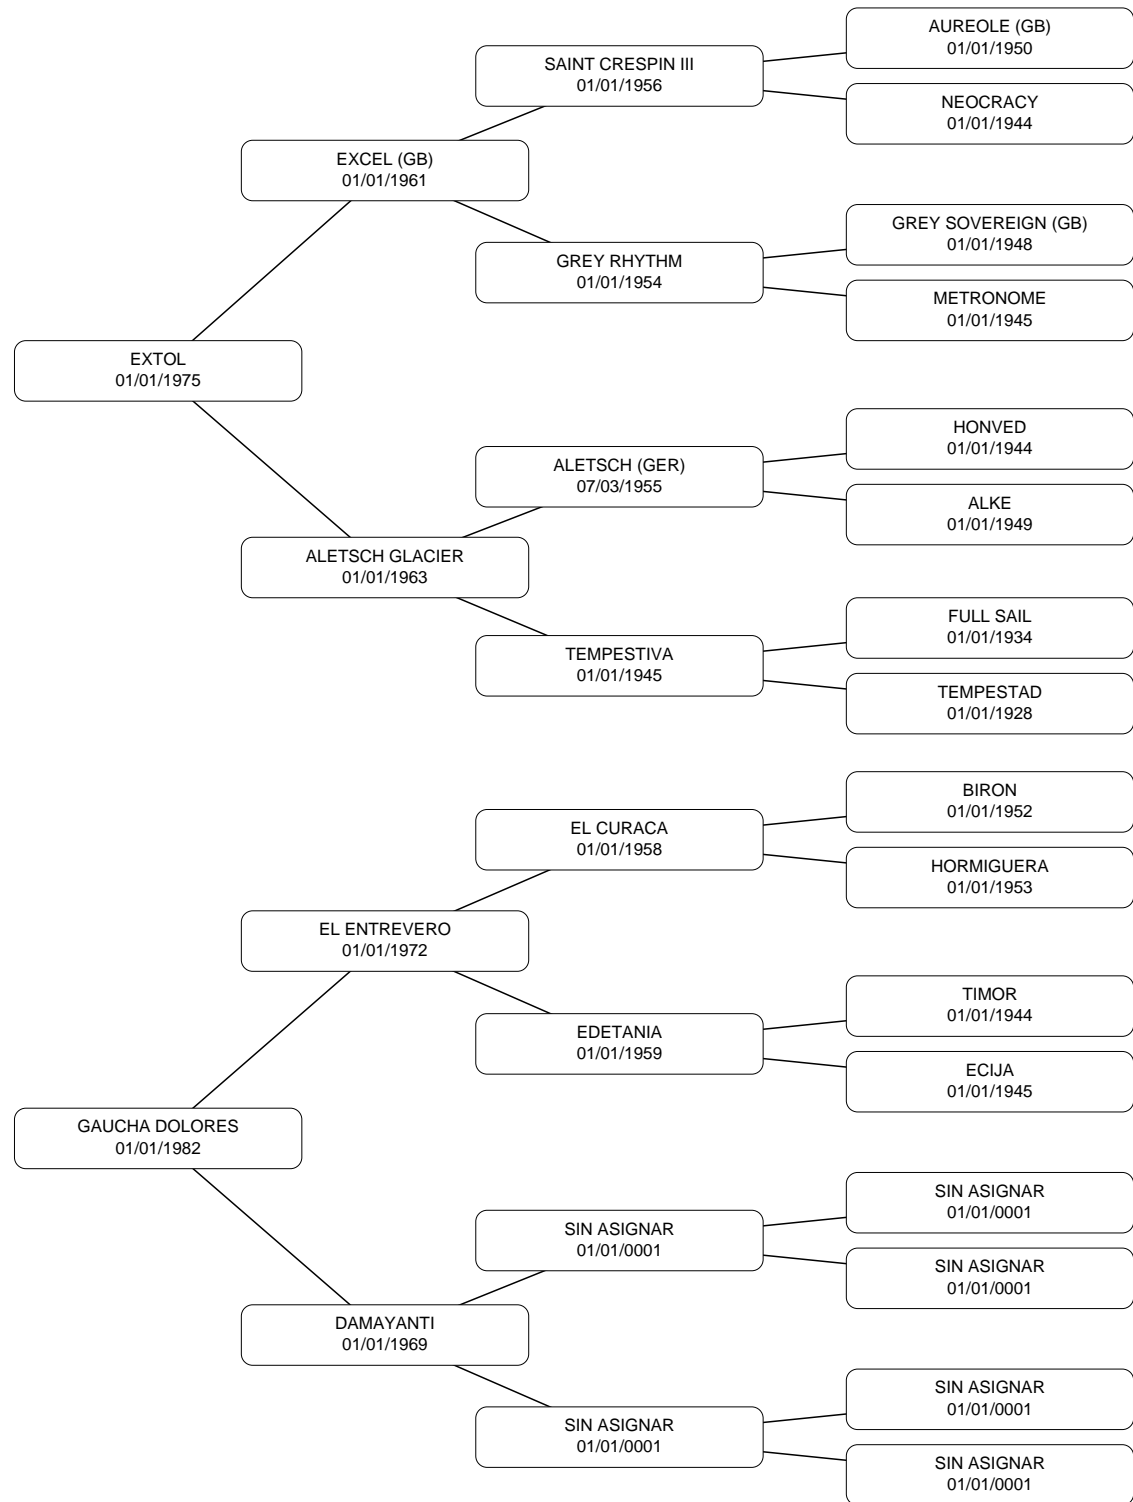 AUREOLE (GB)
01/01/1950
SAINT CRESPIN III
01/01/1956
NEOCRACY
01/01/1944
EXCEL (GB)
01/01/1961
GREY SOVEREIGN (GB)
01/01/1948
GREY RHYTHM
01/01/1954
METRONOME
01/01/1945
EXTOL
01/01/1975
HONVED
01/01/1944
ALETSCH (GER)
07/03/1955
ALKE
01/01/1949
ALETSCH GLACIER
01/01/1963
FULL SAIL
01/01/1934
TEMPESTIVA
01/01/1945
TEMPESTAD
01/01/1928
BIRON
01/01/1952
EL CURACA
01/01/1958
HORMIGUERA
01/01/1953
EL ENTREVERO
01/01/1972
TIMOR
01/01/1944
EDETANIA
01/01/1959
ECIJA
01/01/1945
GAUCHA DOLORES
01/01/1982
SIN ASIGNAR
01/01/0001
SIN ASIGNAR
01/01/0001
SIN ASIGNAR
01/01/0001
DAMAYANTI
01/01/1969
SIN ASIGNAR
01/01/0001
SIN ASIGNAR
01/01/0001
SIN ASIGNAR
01/01/0001